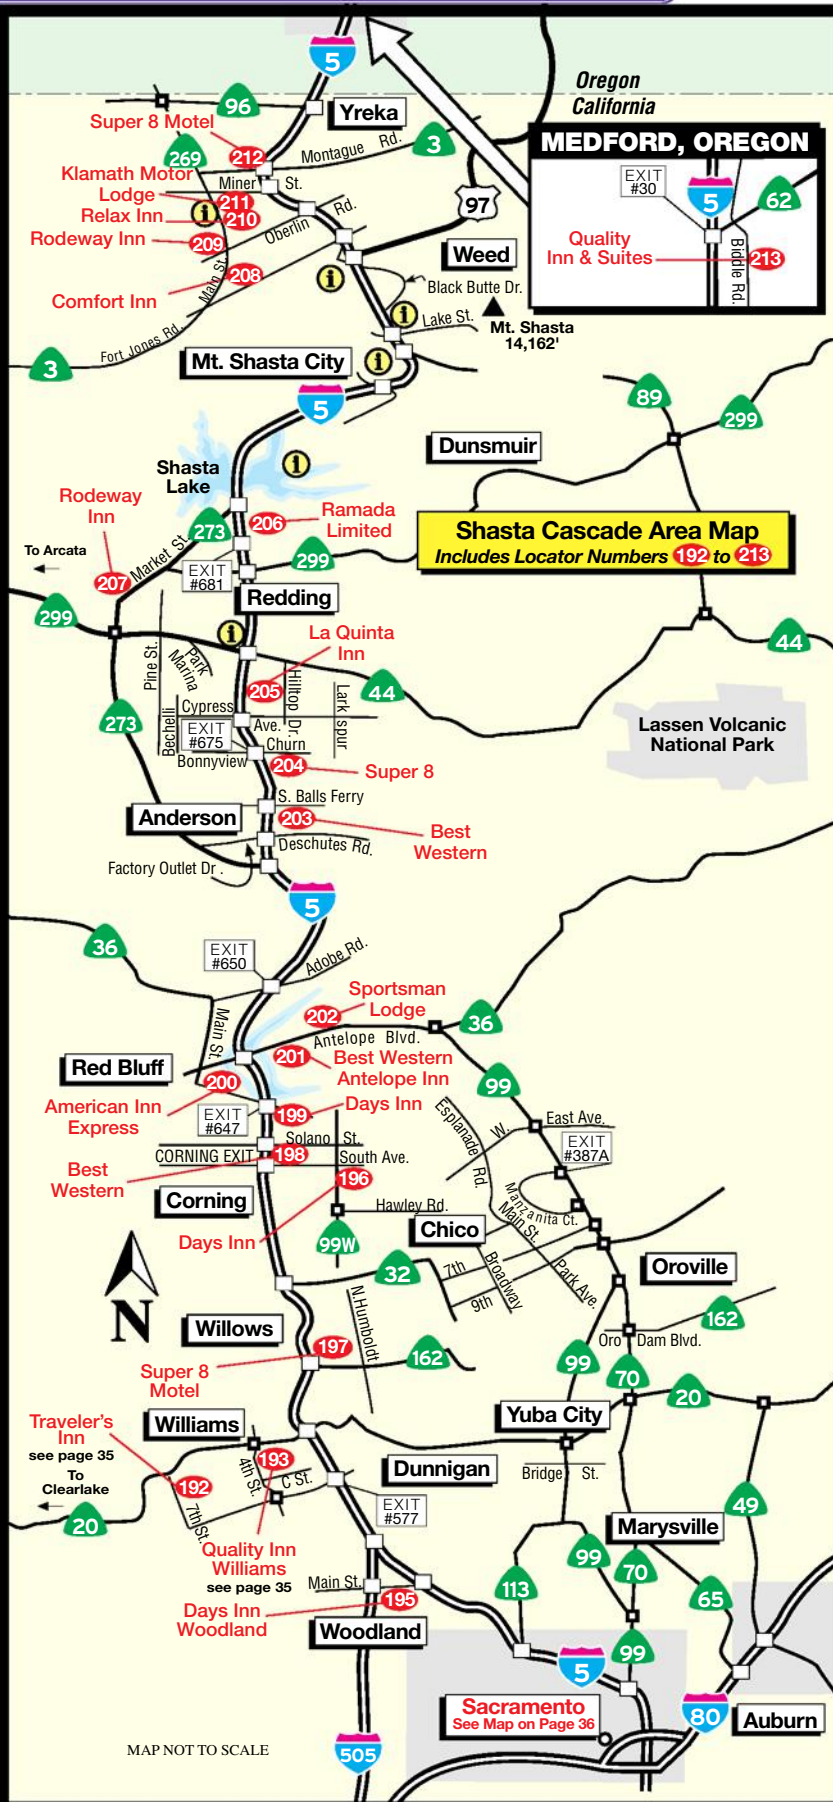 5
Oregon
California
96
Yreka
Super 8 Motel
269
212
Montague Rd.
3
MEDFORD, OREGON
EXIT
#30
5
62
Quality
Inn & Suites
213
Biddle Rd.
Klamath Motor
Lodge
Miner St.
211
Relax Inn
i
210
97
Oberlin Rd.
Rodeway Inn
209
Weed
Main St.
208
i
Black Butte Dr.
Comfort Inn
i
Lake St.
Mt. Shasta
14,162'
Fort Jones Rd.
3
Mt. Shasta City
i
5
89
299
Dunsmuir
Shasta
Lake
i
Rodeway
Inn
273
206
Ramada
Limited
Shasta Cascade Area Map
Includes Locator Numbers 192 to 213
To Arcata
Market St.
207
EXIT
#681
299
Redding
299
i
La Quinta
Inn
44
Pine St.
Park
Marina
205
Hilltop Dr.
Lark spur
44
273
Bechelli
Cypress
Ave.
EXIT
#675
Lassen Volcanic
National Park
Churn
Bonnyview
204
Super 8
S. Balls Ferry
Anderson
203
Best
Western
Deschutes Rd.
Factory Outlet Dr .
5
36
EXIT
#650
Adobe Rd.
Sportsman
Lodge
202
36
Main St.
Antelope Blvd.
Red Bluff
201
Best Western
Antelope Inn
99
200
American Inn
Express
EXIT
#647
199
Days Inn
Esplanade Rd.
W.
East Ave.
EXIT
#387A
Solano St.
CORNING EXIT
198
South Ave.
Best
Western
196
Corning
Hawley Rd.
Manzanita Ct.
Days Inn
99W
Chico
Main St.
N
32
7th
Broadway
Park Ave.
9th
Oroville
N.Humboldt
162
Willows
197
162
Oro Dam Blvd.
Super 8
Motel
99
70
20
Traveler's
Inn
see page 35
To
Clearlake
Williams
Yuba City
193
4th St.
C St.
Dunnigan
Bridge St.
192
7th St.
20
EXIT
#577
49
Marysville
Quality Inn
Williams
see page 35
99
70
Main St.
113
65
195
Days Inn
Woodland
Woodland
5
99
Sacramento
See Map on Page 36
80
Auburn
MAP NOT TO SCALE
505